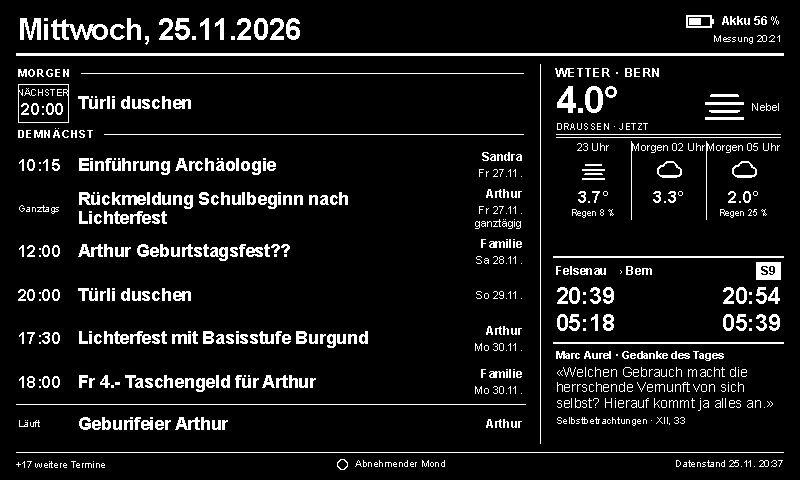 Mittwoch, 25.11.2026
Akku 56 %
Messung 20:21
MORGEN
NÄCHSTER
20:00 Türli duschen
DEMNÄCHST
10:15 Einführung Archäologie Sandra
Fr 27.11.
Ganztags Rückmeldung Schulbeginn nach
Lichterfest
Arthur
Fr 27.11.
ganztägig
12:00 Arthur Geburtstagsfest?? Familie
Sa 28.11.
20:00 Türli duschen So 29.11.
17:30 Lichterfest mit Basisstufe Burgund Arthur
Mo 30.11.
18:00 Fr 4.- Taschengeld für Arthur Familie
Mo 30.11.
Läuft Geburifeier Arthur Arthur
WETTER · BERN
4.0°
Nebel
DRAUSSEN · JETZT
23 Uhr Morgen 02 Uhr Morgen 05 Uhr
3.7° 3.3° 2.0°
Regen 8 % Regen 25 %
Felsenau › Bern S9
20:39 20:54
05:18 05:39
Marc Aurel · Gedanke des Tages
«Welchen Gebrauch macht die
herrschende Vernunft von sich
selbst? Hierauf kommt ja alles an.»
Selbstbetrachtungen · XII, 33
+17 weitere Termine
Abnehmender Mond
Datenstand 25.11. 20:37